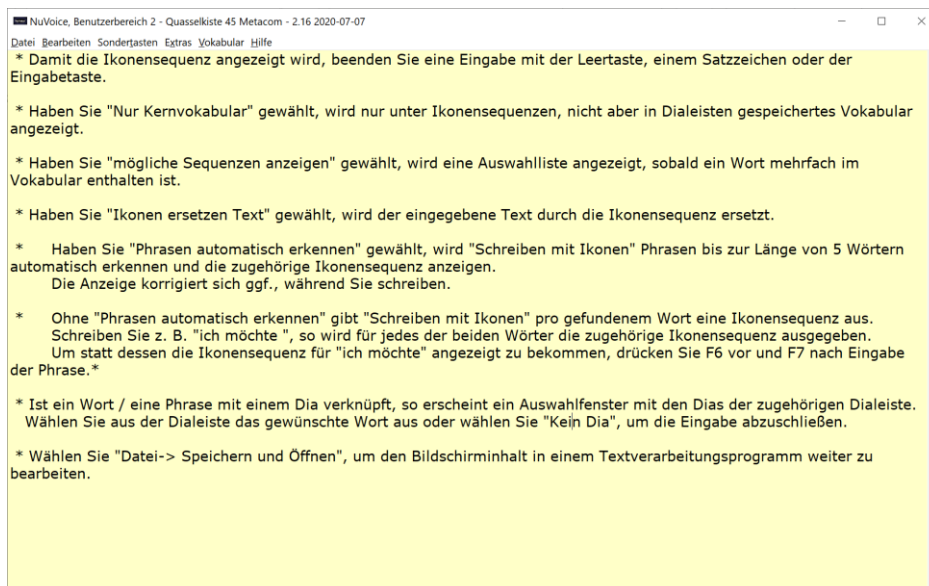 NuVoice, Benutzerbereich 2 - Quasselkiste 45 Metacom - 2.16 2020-07-07
Datei Bearbeiten Sondertasten Extras Vokabular Hilfe
* Damit die Ikonensequenz angezeigt wird, beenden Sie eine Eingabe mit der Leertaste, einem Satzzeichen oder der
Eingabetaste.
* Haben Sie "Nur Kernvokabular" gewählt, wird nur unter Ikonensequenzen, nicht aber in Dialeisten gespeichertes Vokabular
angezeigt.
* Haben Sie "mögliche Sequenzen anzeigen" gewählt, wird eine Auswahlliste angezeigt, sobald ein Wort mehrfach im
Vokabular enthalten ist.
* Haben Sie "Ikonen ersetzen Text" gewählt, wird der eingegebene Text durch die Ikonensequenz ersetzt.
* Haben Sie "Phrasen automatisch erkennen" gewählt, wird "Schreiben mit Ikonen" Phrasen bis zur Länge von 5 Wörtern
automatisch erkennen und die zugehörige Ikonensequenz anzeigen.
Die Anzeige korrigiert sich ggf., während Sie schreiben.
* Ohne "Phrasen automatisch erkennen" gibt "Schreiben mit Ikonen" pro gefundenem Wort eine Ikonensequenz aus.
Schreiben Sie z. B. "ich möchte ", so wird für jedes der beiden Wörter die zugehörige Ikonensequenz ausgegeben.
Um statt dessen die Ikonensequenz für "ich möchte" angezeigt zu bekommen, drücken Sie F6 vor und F7 nach Eingabe
der Phrase.*
* Ist ein Wort / eine Phrase mit einem Dia verknüpft, so erscheint ein Auswahlfenster mit den Dias der zugehörigen Dialeiste.
Wählen Sie aus der Dialeiste das gewünschte Wort aus oder wählen Sie "Kein Dia", um die Eingabe abzuschließen.
* Wählen Sie "Datei-> Speichern und Öffnen", um den Bildschirminhalt in einem Textverarbeitungsprogramm weiter zu
bearbeiten.